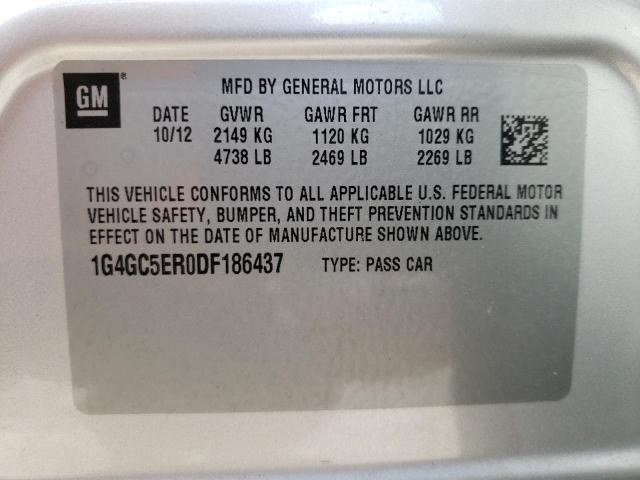 GM ®
MFD BY GENERAL MOTORS LLC
DATE GVWR GAWR FRT GAWR RR
10/12 2149 KG 1120 KG 1029 KG
4738 LB 2469 LB 2269 LB
THIS VEHICLE CONFORMS TO ALL APPLICABLE U.S. FEDERAL MOTOR
VEHICLE SAFETY, BUMPER, AND THEFT PREVENTION STANDARDS IN
EFFECT ON THE DATE OF MANUFACTURE SHOWN ABOVE.
1G4GC5ER0DF186437 TYPE: PASS CAR